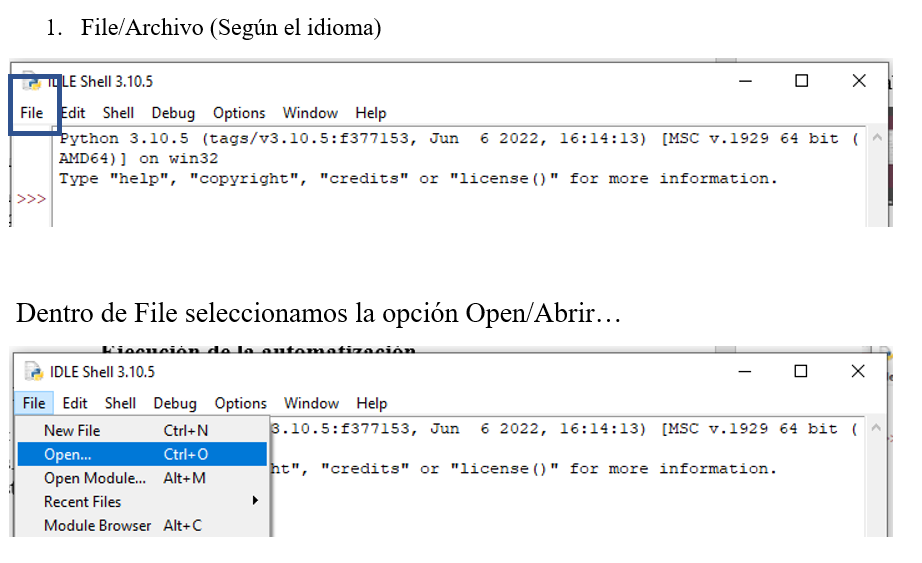 1. File/Archivo (Según el idioma)
IDLE Shell 3.10.5
File Edit Shell Debug Options Window Help
Python 3.10.5 (tags/v3.10.5:f377153, Jun  6 2022, 16:14:13) [MSC v.1929 64 bit (
AMD64)] on win32
Type "help", "copyright", "credits" or "license()" for more information.
>>>
Dentro de File seleccionamos la opción Open/Abrir…
Ejecución de la automatización
IDLE Shell 3.10.5
File Edit Shell Debug Options Window Help
New File Ctrl+N
3.10.5:f377153, Jun  6 2022, 16:14:13) [MSC v.1929 64 bit (
Open... Ctrl+O
ht", "credits" or "license()" for more information.
Open Module... Alt+M
Recent Files
Module Browser Alt+C